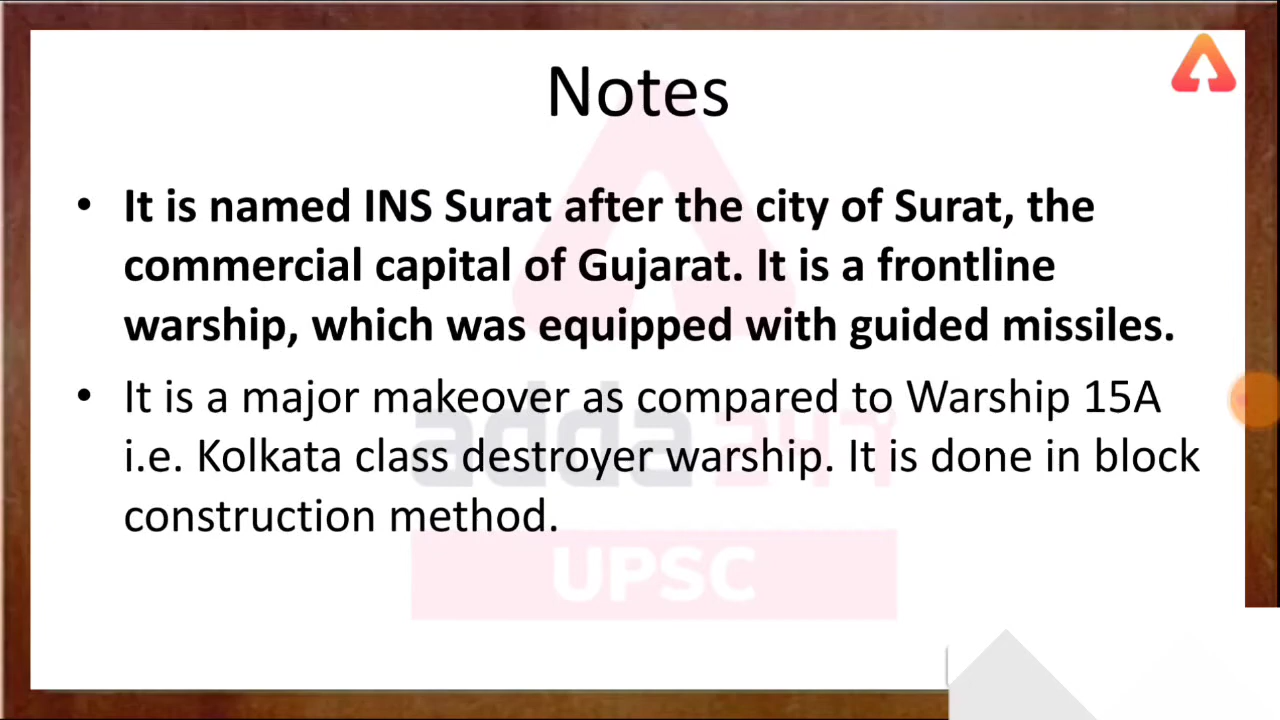 Notes
• It is named INS Surat after the city of Surat, the
commercial capital of Gujarat. It is a frontline
warship, which was equipped with guided missiles.
• It is a major makeover as compared to Warship 15A
i.e. Kolkata class destroyer warship. It is done in block
construction method.
adda247
UPSC